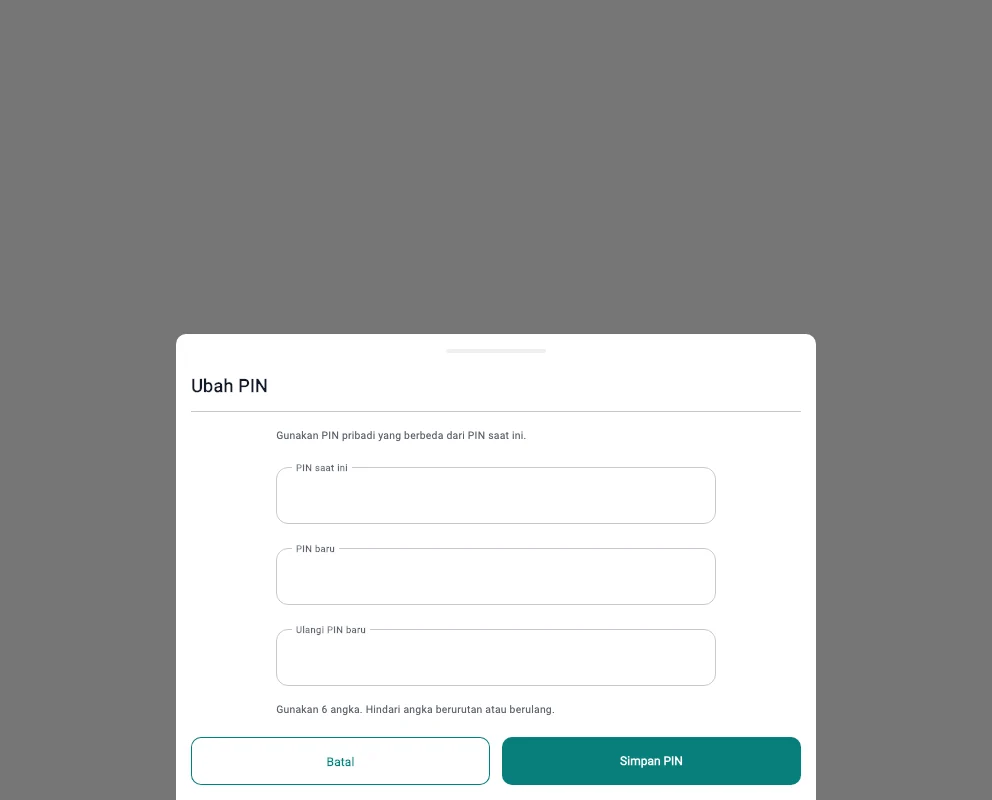 Ubah PIN
Gunakan PIN pribadi yang berbeda dari PIN saat ini.
PIN saat ini
PIN baru
Ulangi PIN baru
Gunakan 6 angka. Hindari angka berurutan atau berulang.
Batal
Simpan PIN